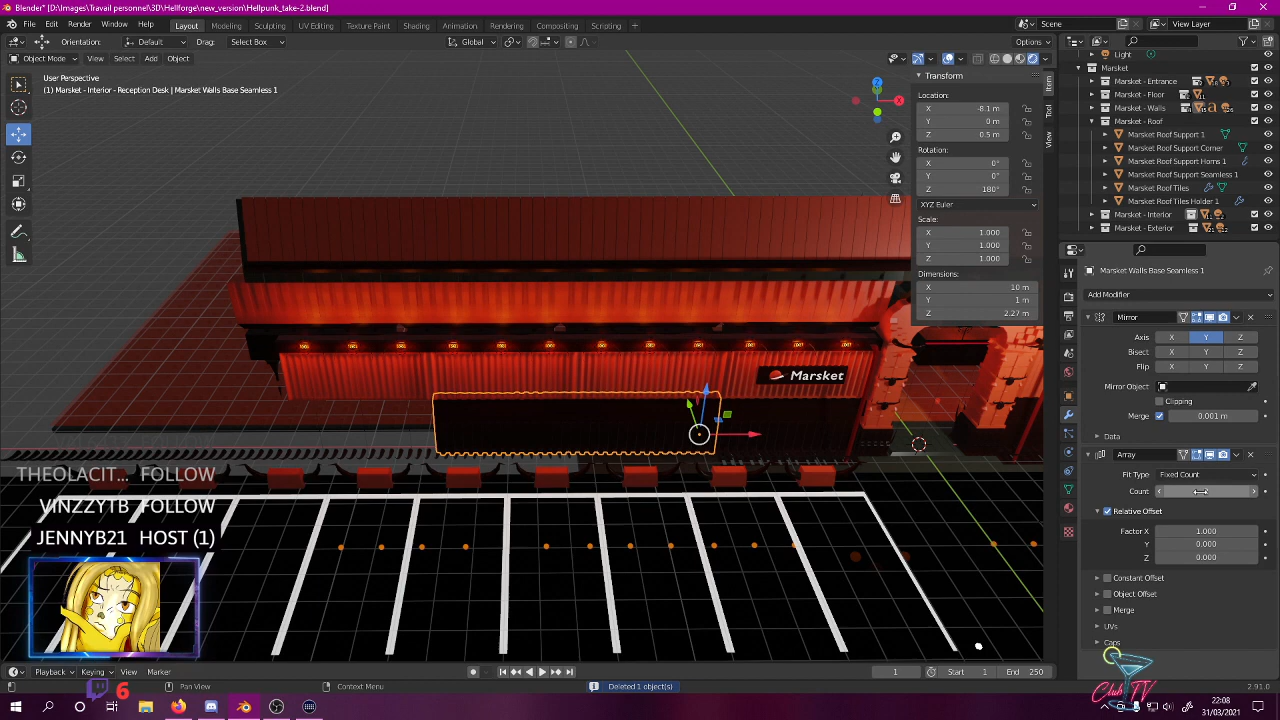 Blender* [D:\Images\Travail personnel\3D\Hellforge\new_version\Hellpunk_take-2.blend]
File Edit Render Window Help Layout Modeling Sculpting UV Editing Texture Paint Shading Animation Rendering Compositing Scripting + Scene View Layer
Orientation: Default Drag: Select Box Global Options
Object Mode View Select Add Object
User Perspective
(1) Marsket - Interior - Reception Desk | Marsket Walls Base Seamless 1
Transform
Location:
X -8.1 m
Y 0 m
Z 0.5 m
Rotation:
X 0°
Y 0°
Z 180°
XYZ Euler
Scale:
X 1.000
Y 1.000
Z 1.000
Dimensions:
X 10 m
Y 1 m
Z 2.27 m
Item
Tool
View
Z
X
Light
Marsket
Marsket - Entrance
Marsket - Floor
Marsket - Walls
Marsket - Roof
Marsket Roof Support 1
Marsket Roof Support Corner
Marsket Roof Support Horns 1
Marsket Roof Support Seamless 1
Marsket Roof Tiles
Marsket Roof Tiles Holder 1
Marsket - Interior
Marsket - Exterior
Marsket Walls Base Seamless 1
Add Modifier
Mirror
Axis X Y Z
Bisect X Y Z
Flip X Y Z
Mirror Object
Clipping
Merge 0.001 m
Data
Array
Fit Type Fixed Count
Count
Relative Offset
Factor X 1.000
Y 0.000
Z 0.000
Constant Offset
Object Offset
Merge
UVs
Caps
Marsket
THEOLACIT... FOLLOW
VINZZYTB FOLLOW
JENNYB21 HOST (1)
Club TV
Playback Keying View Marker 1 Start 1 End 250
Pan View Context Menu Deleted 1 object(s) 2.91.0
6
22:08
31/03/2021